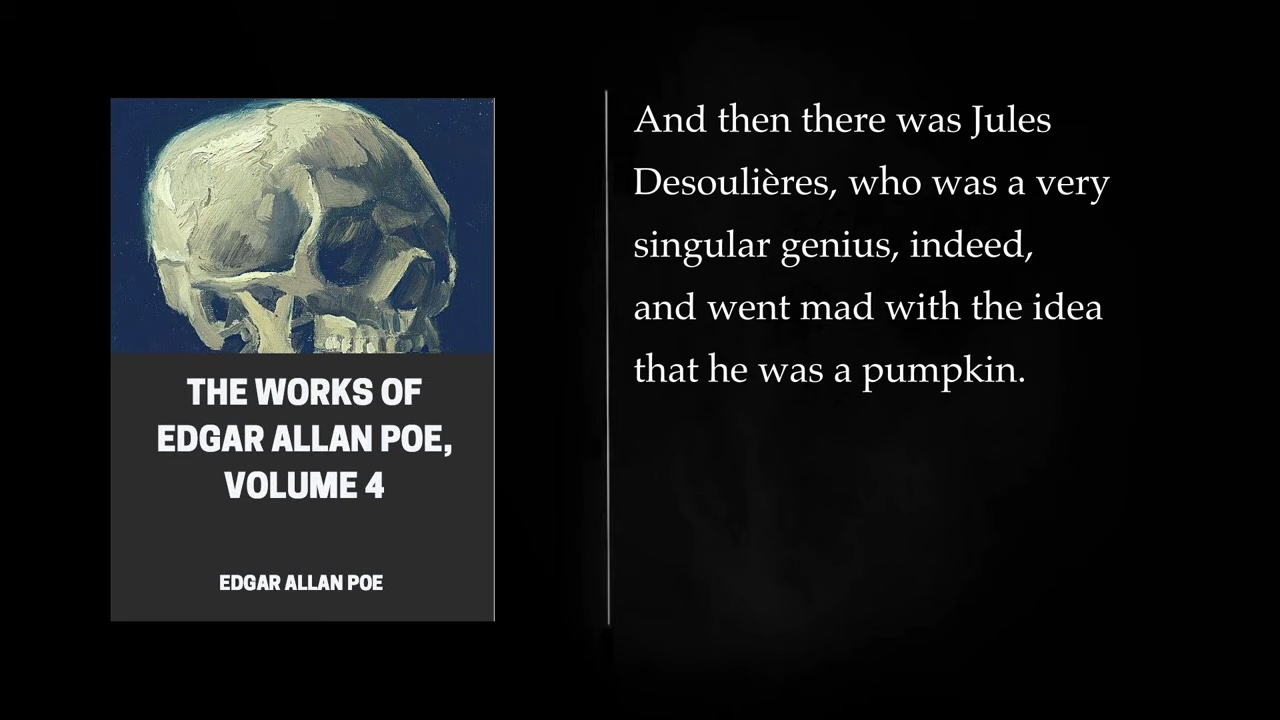 THE WORKS OF
EDGAR ALLAN POE,
VOLUME 4
EDGAR ALLAN POE
And then there was Jules
Desoulières, who was a very
singular genius, indeed,
and went mad with the idea
that he was a pumpkin.